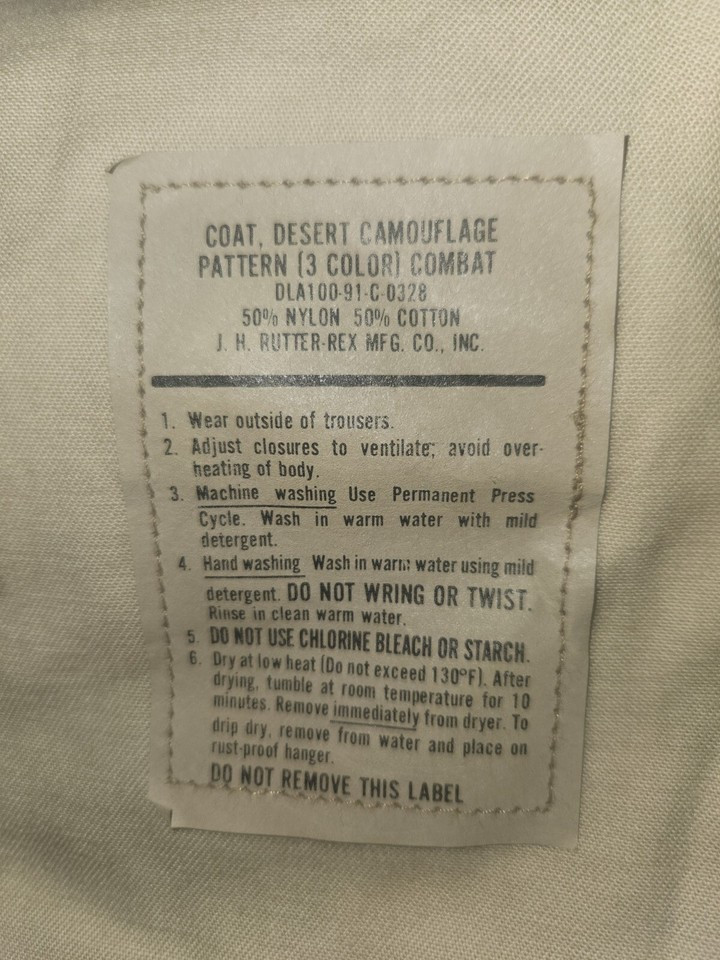 COAT, DESERT CAMOUFLAGE
PATTERN (3 COLOR) COMBAT
DLA100-91-C-0328
50% NYLON 50% COTTON
J. H. RUTTER-REX MFG. CO., INC.
1. Wear outside of trousers.
2. Adjust closures to ventilate; avoid over-
heating of body.
3. Machine washing Use Permanent Press
Cycle. Wash in warm water with mild
detergent.
4. Hand washing Wash in warm water using mild
detergent. DO NOT WRING OR TWIST.
Rinse in clean warm water.
5. DO NOT USE CHLORINE BLEACH OR STARCH.
6. Dry at low heat (Do not exceed 130ºF). After
drying, tumble at room temperature for 10
minutes. Remove immediately from dryer. To
drip dry, remove from water and place on
rust-proof hanger.
DO NOT REMOVE THIS LABEL